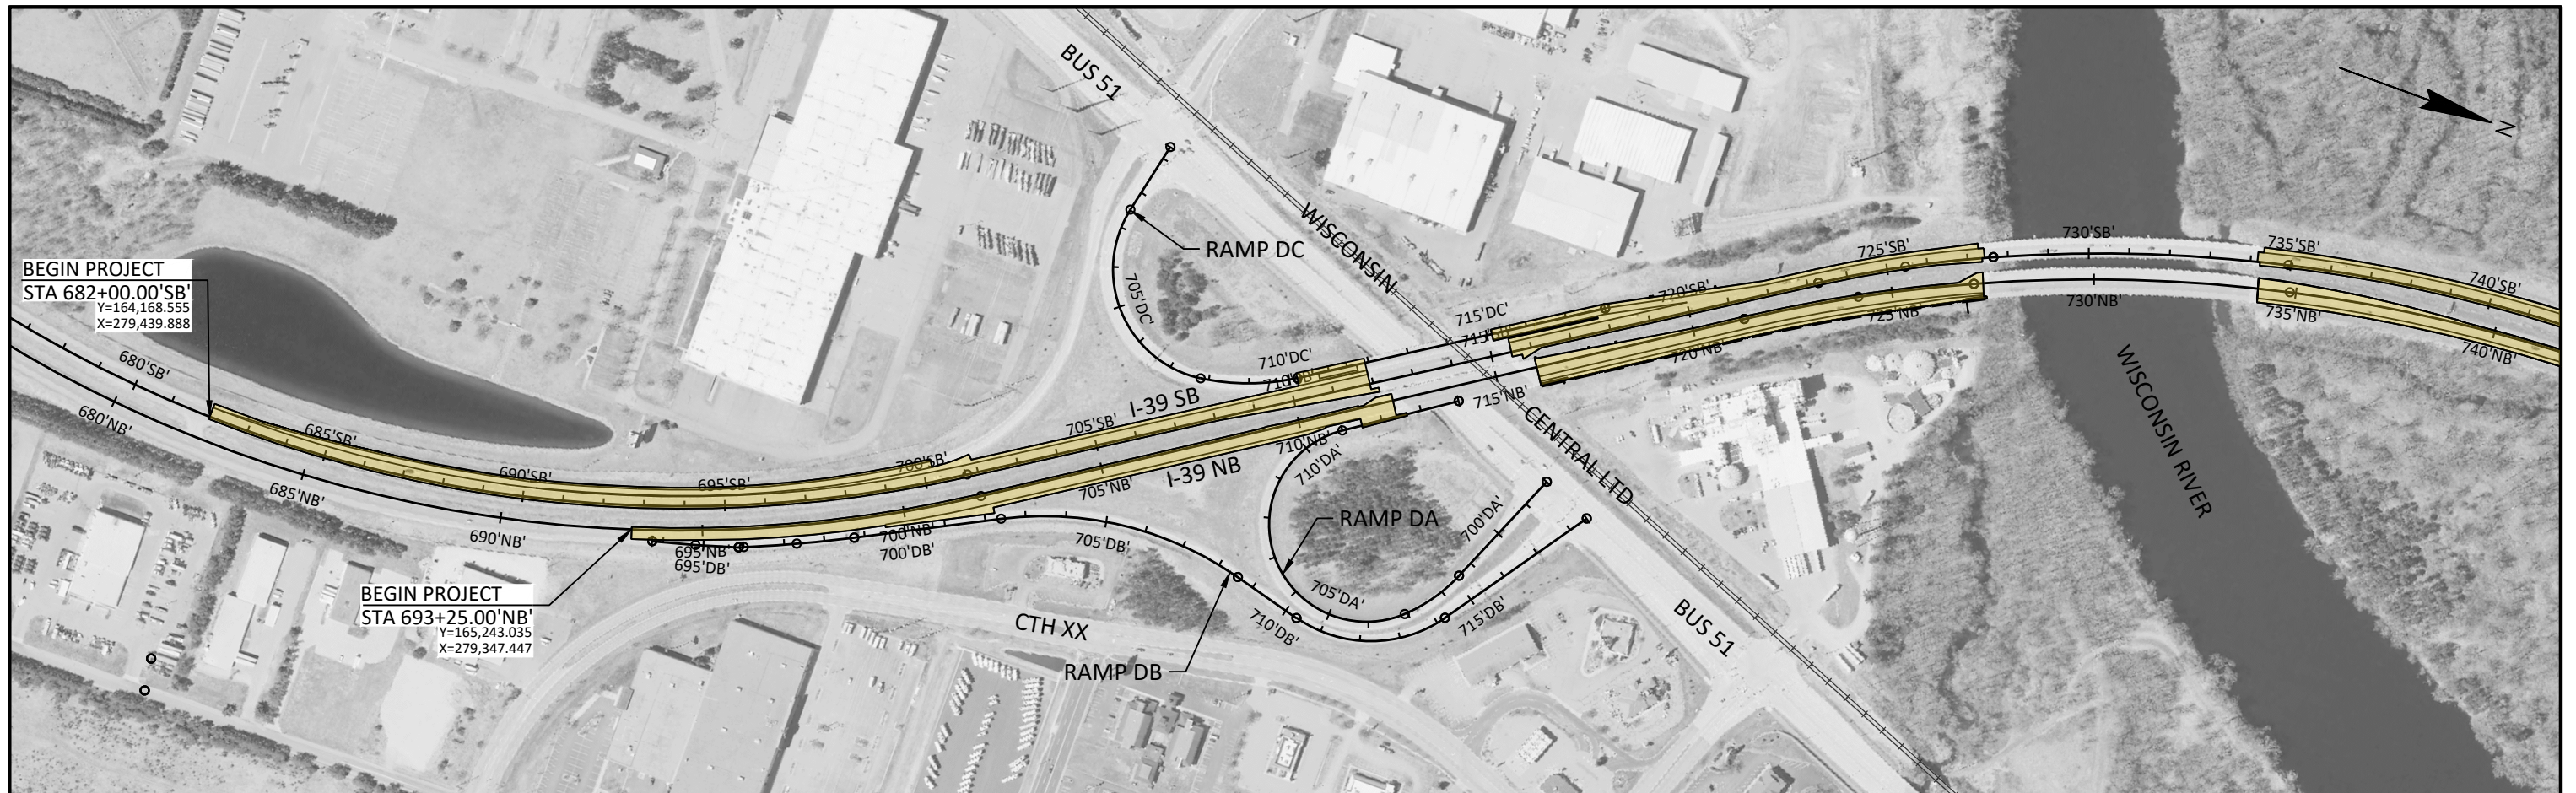 BUS 51
N
WISCONSIN
RAMP DC
705'DC'
BEGIN PROJECT
STA 682+00.00'SB'
Y=164,168.555
X=279,439.888
680'SB'
680'NB'
685'SB'
685'NB'
690'SB'
690'NB'
695'SB'
695'NB'
695'DB'
700'SB'
700'NB'
700'DB'
705'SB'
I-39 SB
705'NB'
I-39 NB
705'DB'
710'DC'
710'NB'
710'DA'
715'DC'
715'NB'
720'SB'
720'NB'
725'SB'
725'NB'
730'SB'
730'NB'
735'SB'
735'NB'
740'SB'
740'NB'
CENTRAL LTD
WISCONSIN RIVER
RAMP DA
700'DA'
705'DA'
710'DB'
715'DB'
BEGIN PROJECT
STA 693+25.00'NB'
Y=165,243.035
X=279,347.447
CTH XX
RAMP DB
BUS 51